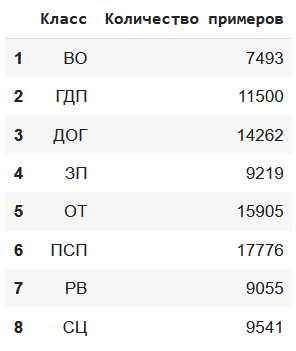 Класс Количество примеров
1 ВО 7493
2 ГДП 11500
3 ДОГ 14262
4 ЗП 9219
5 ОТ 15905
6 ПСП 17776
7 РВ 9055
8 СЦ 9541